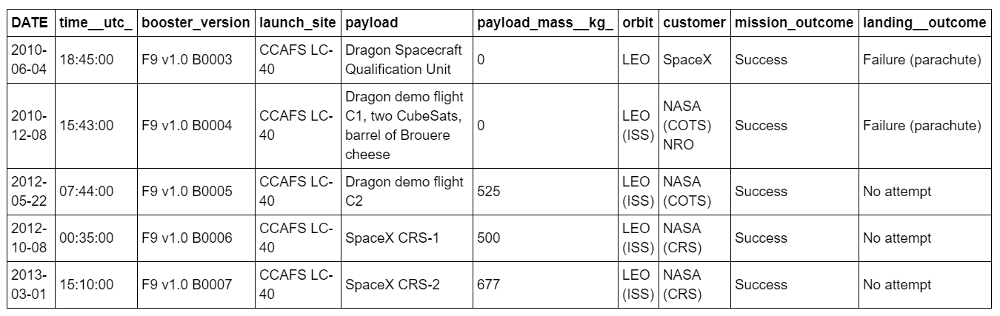 DATE time__utc_ booster_version launch_site payload payload_mass__kg_ orbit customer mission_outcome landing__outcome
2010-
06-04
18:45:00
F9 v1.0 B0003
CCAFS LC-
40
Dragon Spacecraft
Qualification Unit
0
LEO
SpaceX
Success
Failure (parachute)
2010-
12-08
15:43:00
F9 v1.0 B0004
CCAFS LC-
40
Dragon demo flight
C1, two CubeSats,
barrel of Brouere
cheese
0
LEO
(ISS)
NASA
(COTS)
NRO
Success
Failure (parachute)
2012-
05-22
07:44:00
F9 v1.0 B0005
CCAFS LC-
40
Dragon demo flight
C2
525
LEO
(ISS)
NASA
(COTS)
Success
No attempt
2012-
10-08
00:35:00
F9 v1.0 B0006
CCAFS LC-
40
SpaceX CRS-1
500
LEO
(ISS)
NASA
(CRS)
Success
No attempt
2013-
03-01
15:10:00
F9 v1.0 B0007
CCAFS LC-
40
SpaceX CRS-2
677
LEO
(ISS)
NASA
(CRS)
Success
No attempt